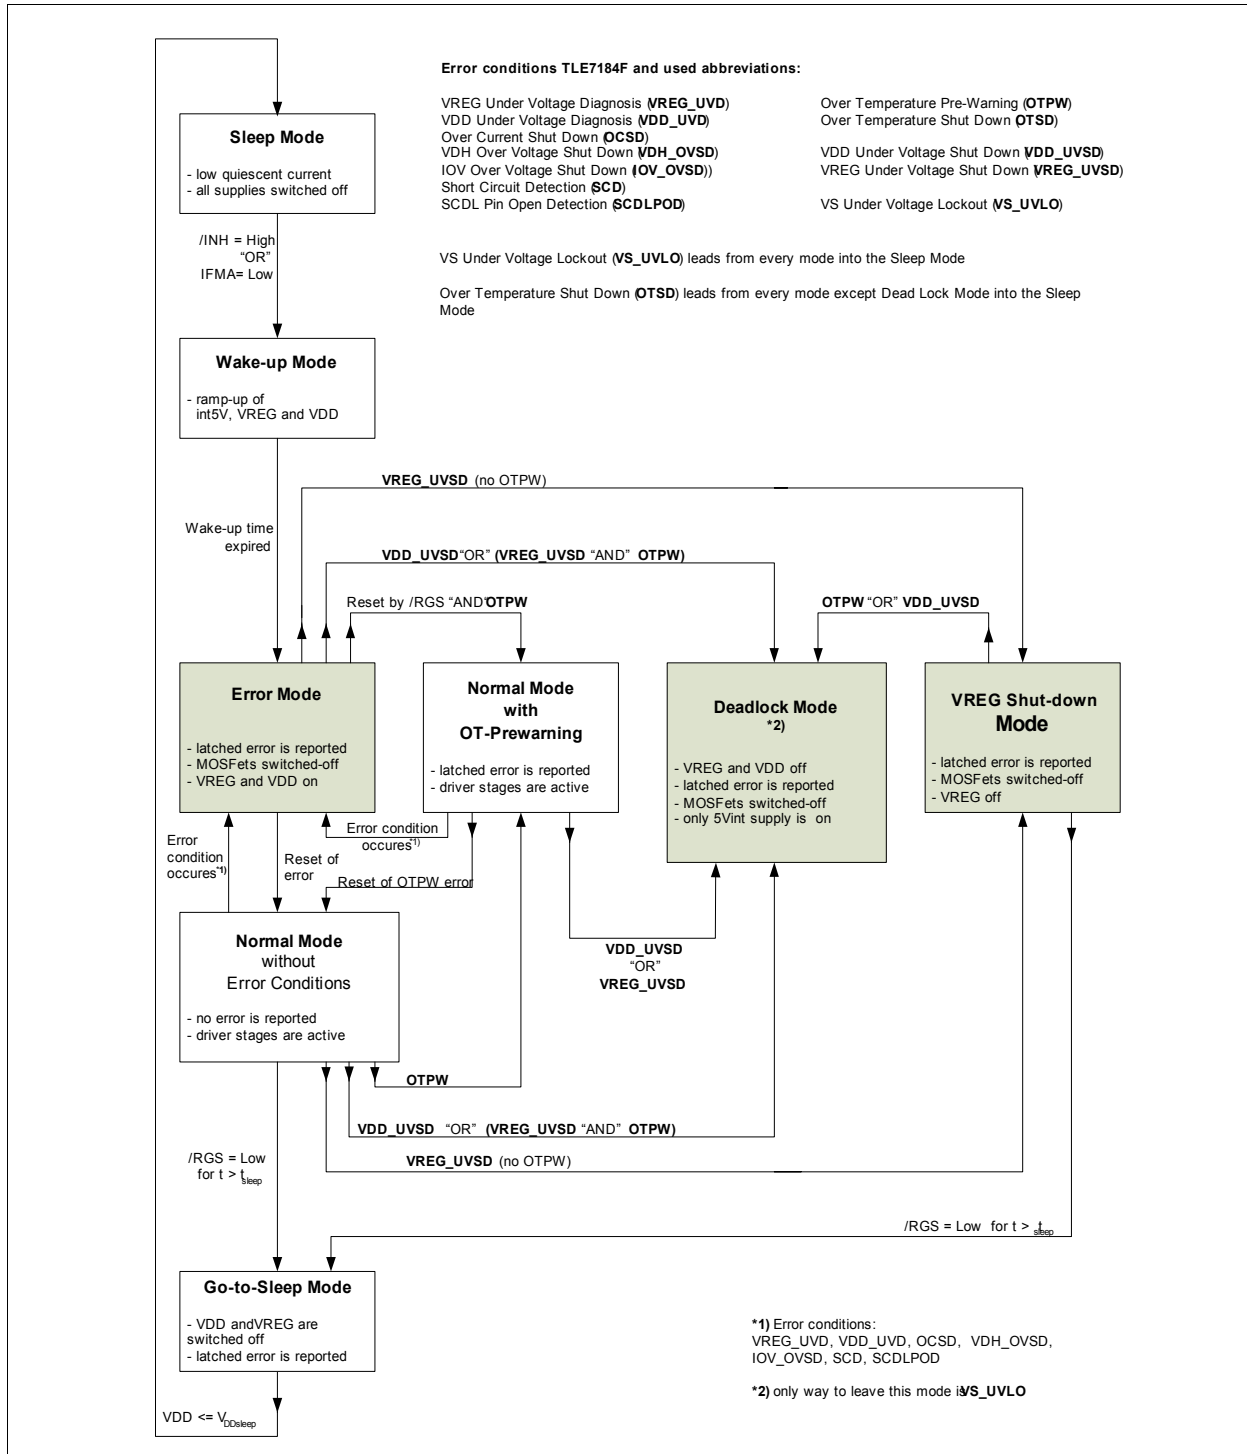 Error conditions TLE7184F and used abbreviations:
VREG Under Voltage Diagnosis (VREG_UVD)
VDD Under Voltage Diagnosis (VDD_UVD)
Over Current Shut Down (OCSD)
VDH Over Voltage Shut Down (VDH_OVSD)
IOV Over Voltage Shut Down (IOV_OVSD))
Short Circuit Detection (SCD)
SCDL Pin Open Detection (SCDLPOD)
Over Temperature Pre-Warning (OTPW)
Over Temperature Shut Down (OTSD)
VDD Under Voltage Shut Down (VDD_UVSD)
VREG Under Voltage Shut Down (VREG_UVSD)
VS Under Voltage Lockout (VS_UVLO)
VS Under Voltage Lockout (VS_UVLO) leads from every mode into the Sleep Mode
Over Temperature Shut Down (OTSD) leads from every mode except Dead Lock Mode into the Sleep
Mode
Sleep Mode
- low quiescent current
- all supplies switched off
/INH = High
“OR”
IFMA= Low
Wake-up Mode
- ramp-up of
int5V, VREG and VDD
Wake-up time
expired
VREG_UVSD (no OTPW)
VDD_UVSD “OR” (VREG_UVSD “AND” OTPW)
Reset by /RGS “AND“ OTPW
OTPW “OR” VDD_UVSD
Error Mode
- latched error is reported
- MOSFets switched-off
- VREG and VDD on
Normal Mode
with
OT-Prewarning
- latched error is reported
- driver stages are active
Deadlock Mode
*2)
- VREG and VDD off
- latched error is reported
- MOSFets switched-off
- only 5Vint supply is on
VREG Shut-down
Mode
- latched error is reported
- MOSFets switched-off
- VREG off
Error
condition
occures*1)
Reset of
error
Error condition
occures*1)
Reset of OTPW error
VDD_UVSD
“OR”
VREG_UVSD
Normal Mode
without
Error Conditions
- no error is reported
- driver stages are active
OTPW
VDD_UVSD “OR” (VREG_UVSD “AND” OTPW)
VREG_UVSD (no OTPW)
/RGS = Low
for t > tsleep
/RGS = Low for t > tsleep
Go-to-Sleep Mode
- VDD andVREG are
switched off
- latched error is reported
VDD <= VDDsleep
*1) Error conditions:
VREG_UVD, VDD_UVD, OCSD, VDH_OVSD,
IOV_OVSD, SCD, SCDLPOD
*2) only way to leave this mode is VS_UVLO